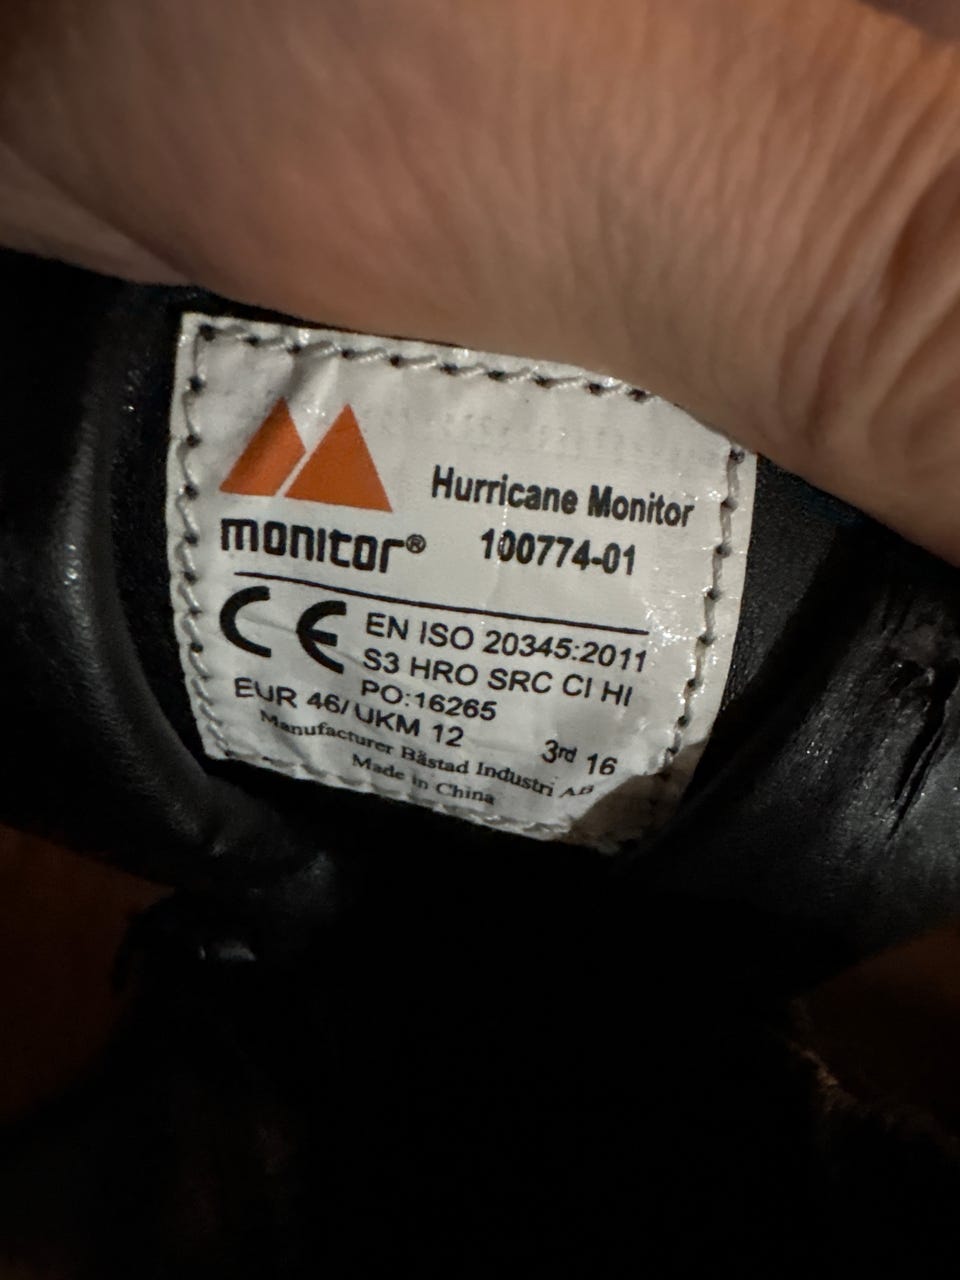 Hurricane Monitor
monitor® 100774-01
CE EN ISO 20345:2011
S3 HRO SRC CI HI
PO:16265
EUR 46/UKM 12
3rd 16
Manufacturer Båstad Industri AB
Made in China